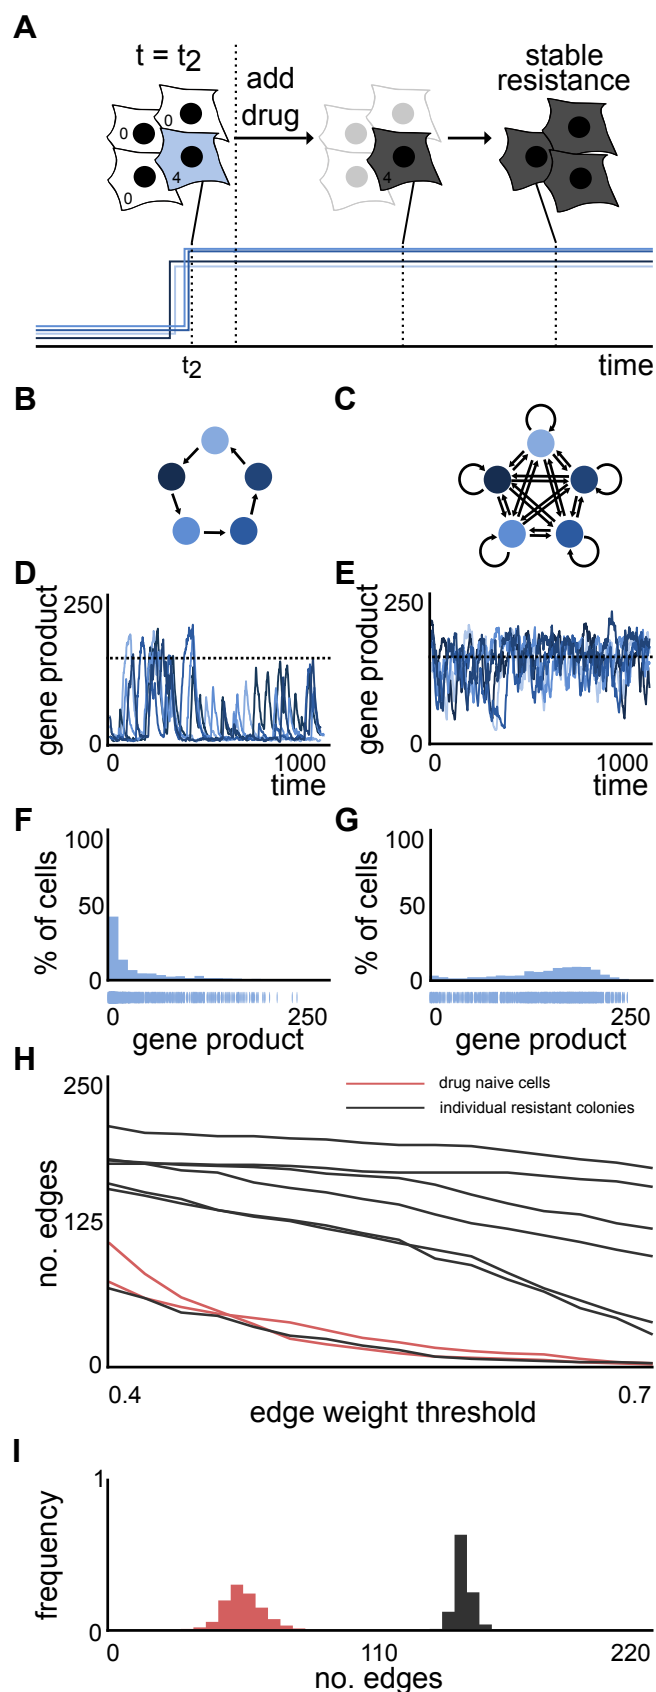 A
t = t2
add
drug
stable
resistance
0
0
0
4
4
t2
time
B
C
D
E
250
gene product
0
0
1000
time
250
gene product
0
0
1000
time
F
G
100
% of cells
50
0
0
250
gene product
100
% of cells
50
0
0
250
gene product
H
250
drug naive cells
individual resistant colonies
no. edges
125
0
0.4
0.7
edge weight threshold
I
1
frequency
0
0
110
220
no. edges